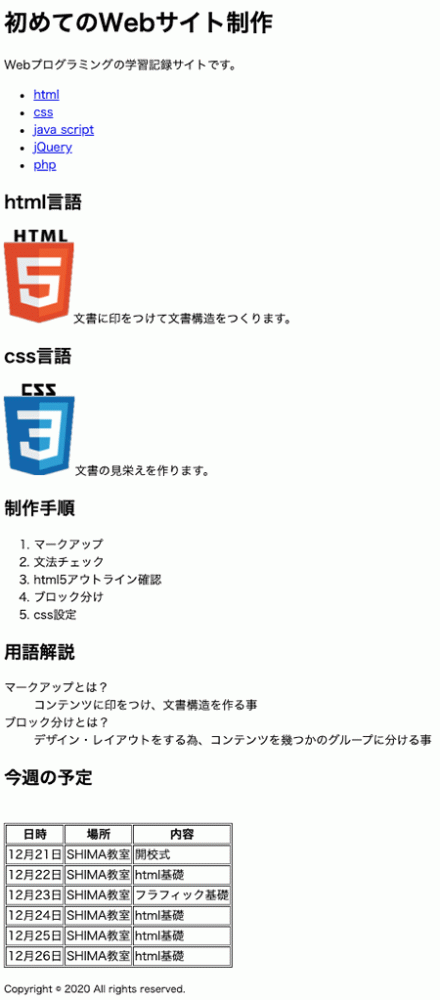 初めてのWebサイト制作
Webプログラミングの学習記録サイトです。
html
css
java script
jQuery
php
html言語
HTML
5
文書に印をつけて文書構造をつくります。
css言語
CSS
3
文書の見栄えを作ります。
制作手順
1. マークアップ
2. 文法チェック
3. html5アウトライン確認
4. ブロック分け
5. css設定
用語解説
マークアップとは？
コンテンツに印をつけ、文書構造を作る事
ブロック分けとは？
デザイン・レイアウトをする為、コンテンツを幾つかのグループに分ける事
今週の予定
日時 場所 内容
12月21日 SHIMA教室 開校式
12月22日 SHIMA教室 html基礎
12月23日 SHIMA教室 フラフィック基礎
12月24日 SHIMA教室 html基礎
12月25日 SHIMA教室 html基礎
12月26日 SHIMA教室 html基礎
Copyright © 2020 All rights reserved.